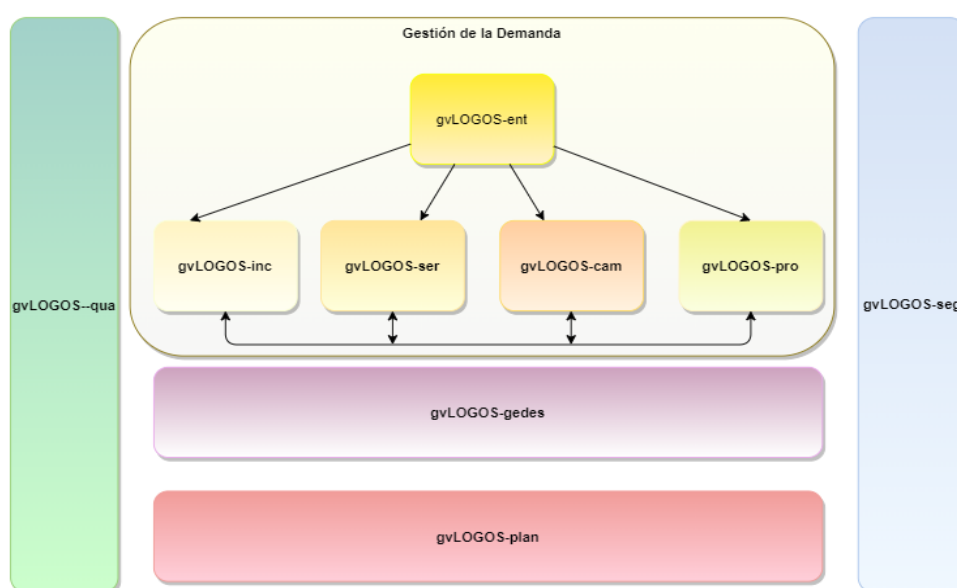 Gestión de la Demanda
gvLOGOS-ent
gvLOGOS-inc
gvLOGOS-ser
gvLOGOS-cam
gvLOGOS-pro
gvLOGOS--qua
gvLOGOS-seg
gvLOGOS-gedes
gvLOGOS-plan